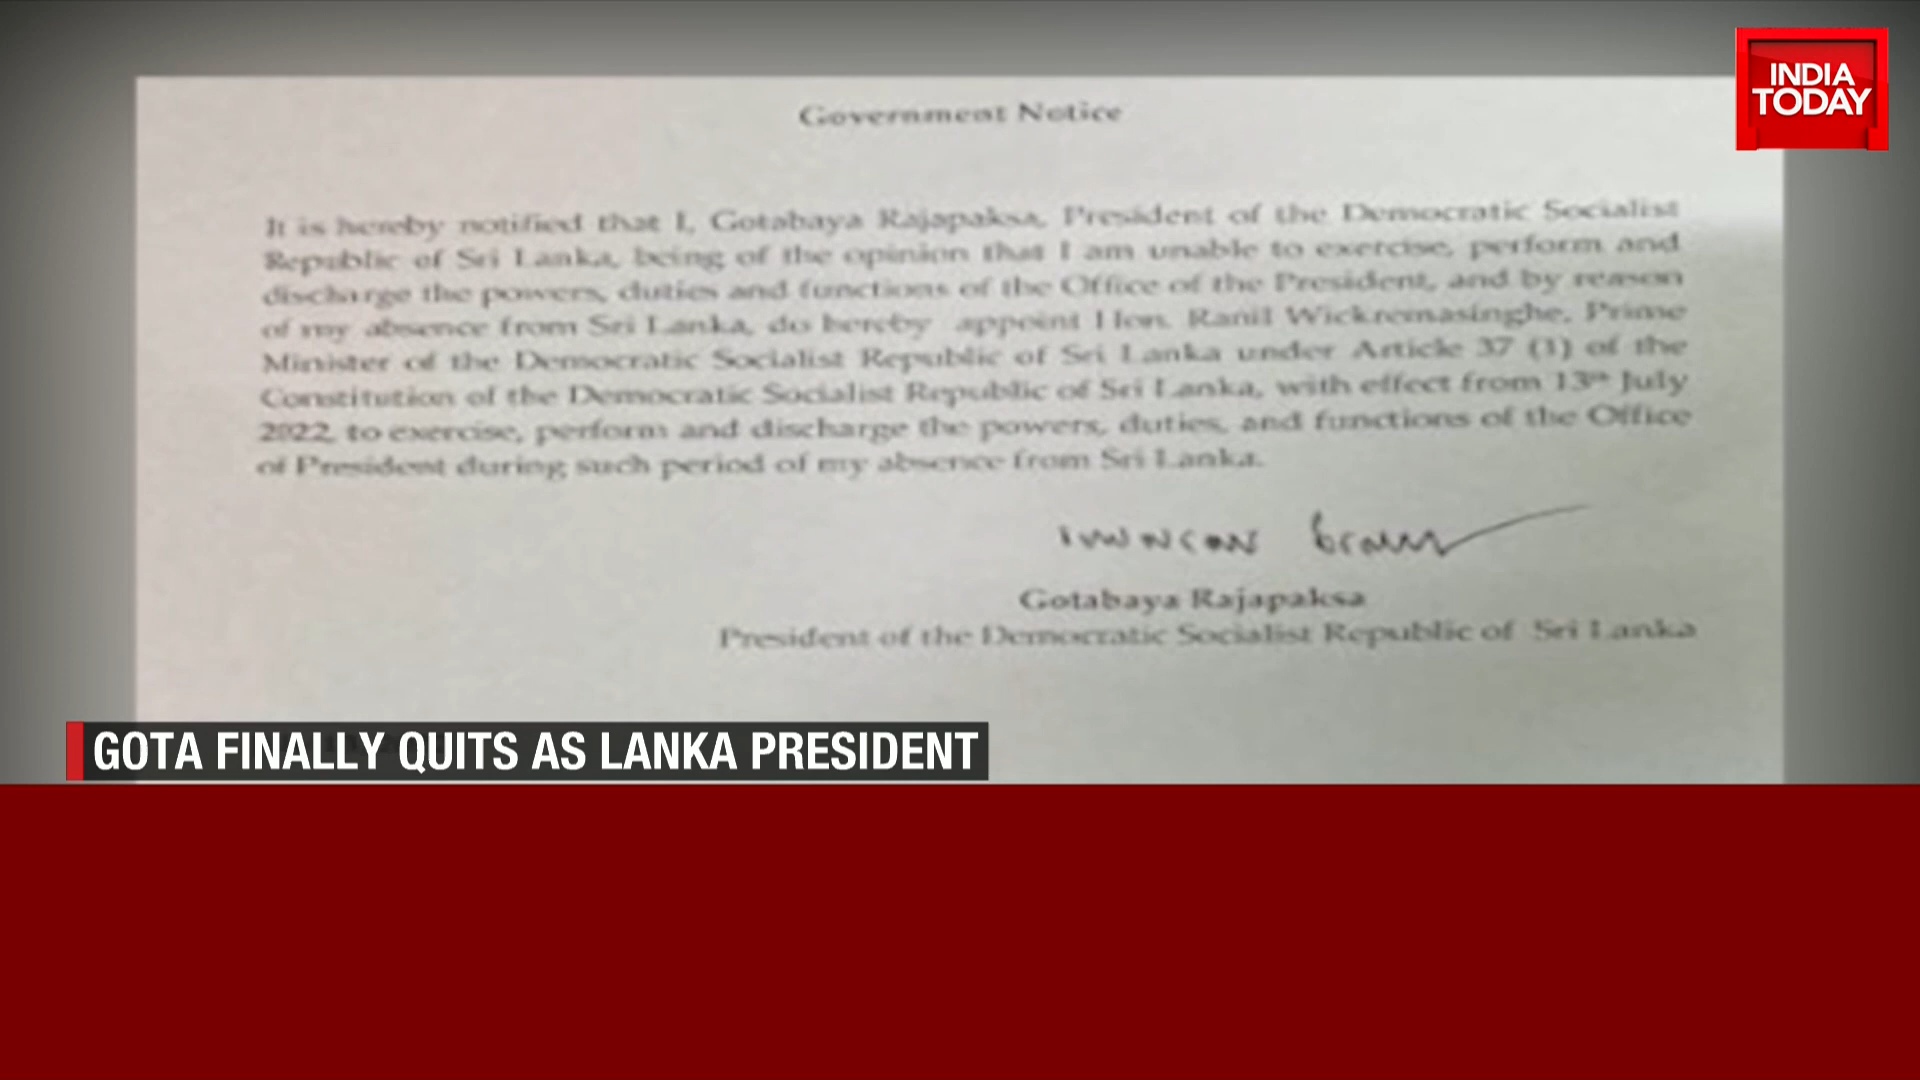 INDIA
TODAY
Government Notice
It is hereby notified that I, Gotabaya Rajapaksa, President of the Democratic Socialist
Republic of Sri Lanka, being of the opinion that I am unable to exercise, perform and
discharge the powers, duties and functions of the Office of the President, and by reason
of my absence from Sri Lanka, do hereby appoint Hon. Ranil Wickremasinghe, Prime
Minister of the Democratic Socialist Republic of Sri Lanka under Article 37 (1) of the
Constitution of the Democratic Socialist Republic of Sri Lanka, with effect from 13th July
2022, to exercise, perform and discharge the powers, duties, and functions of the Office
of President during such period of my absence from Sri Lanka.
Gotabaya Rajapaksa
President of the Democratic Socialist Republic of Sri Lanka
GOTA FINALLY QUITS AS LANKA PRESIDENT